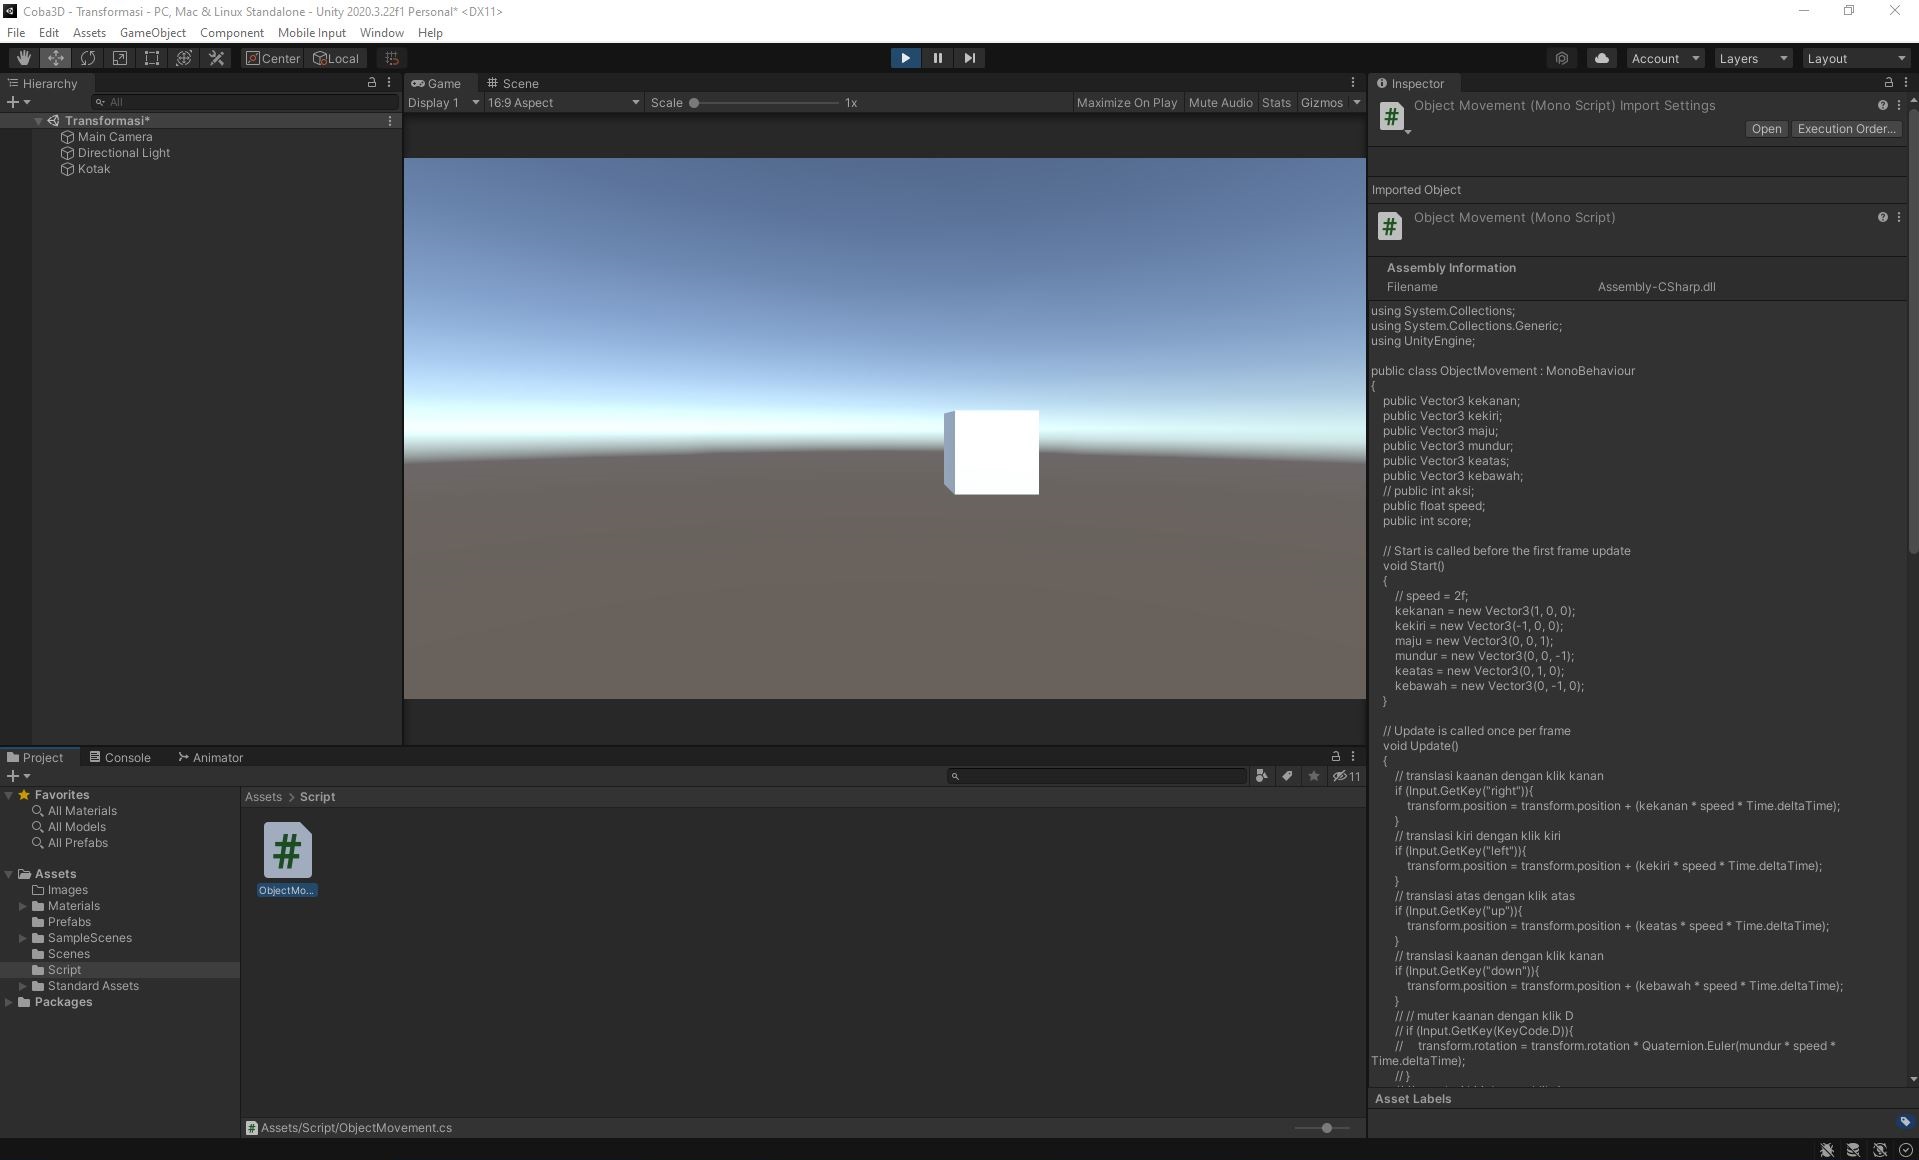 Coba3D - Transformasi - PC, Mac & Linux Standalone - Unity 2020.3.22f1 Personal* <DX11>
File Edit Assets GameObject Component Mobile Input Window Help
Center Local
Account Layers Layout
Hierarchy
All
Transformasi*
Main Camera
Directional Light
Kotak
Game Scene
Display 1 16:9 Aspect Scale 1x Maximize On Play Mute Audio Stats Gizmos
Inspector
# Object Movement (Mono Script) Import Settings
Open Execution Order...
Imported Object
# Object Movement (Mono Script)
Assembly Information
Filename Assembly-CSharp.dll
using System.Collections;
using System.Collections.Generic;
using UnityEngine;
public class ObjectMovement : MonoBehaviour
{
public Vector3 kekanan;
public Vector3 kekiri;
public Vector3 maju;
public Vector3 mundur;
public Vector3 keatas;
public Vector3 kebawah;
// public int aksi;
public float speed;
public int score;
// Start is called before the first frame update
void Start()
{
// speed = 2f;
kekanan = new Vector3(1, 0, 0);
kekiri = new Vector3(-1, 0, 0);
maju = new Vector3(0, 0, 1);
mundur = new Vector3(0, 0, -1);
keatas = new Vector3(0, 1, 0);
kebawah = new Vector3(0, -1, 0);
}
// Update is called once per frame
void Update()
{
// translasi kaanan dengan klik kanan
if (Input.GetKey("right")){
transform.position = transform.position + (kekanan * speed * Time.deltaTime);
}
// translasi kiri dengan klik kiri
if (Input.GetKey("left")){
transform.position = transform.position + (kekiri * speed * Time.deltaTime);
}
// translasi atas dengan klik atas
if (Input.GetKey("up")){
transform.position = transform.position + (keatas * speed * Time.deltaTime);
}
// translasi kaanan dengan klik kanan
if (Input.GetKey("down")){
transform.position = transform.position + (kebawah * speed * Time.deltaTime);
}
// // muter kaanan dengan klik D
// if (Input.GetKey(KeyCode.D)){
// transform.rotation = transform.rotation * Quaternion.Euler(mundur * speed *
Time.deltaTime);
// }
Asset Labels
Project Console Animator
11
Favorites
All Materials
All Models
All Prefabs
Assets
Images
Materials
Prefabs
SampleScenes
Scenes
Script
Standard Assets
Packages
Assets > Script
#
ObjectMo...
# Assets/Script/ObjectMovement.cs